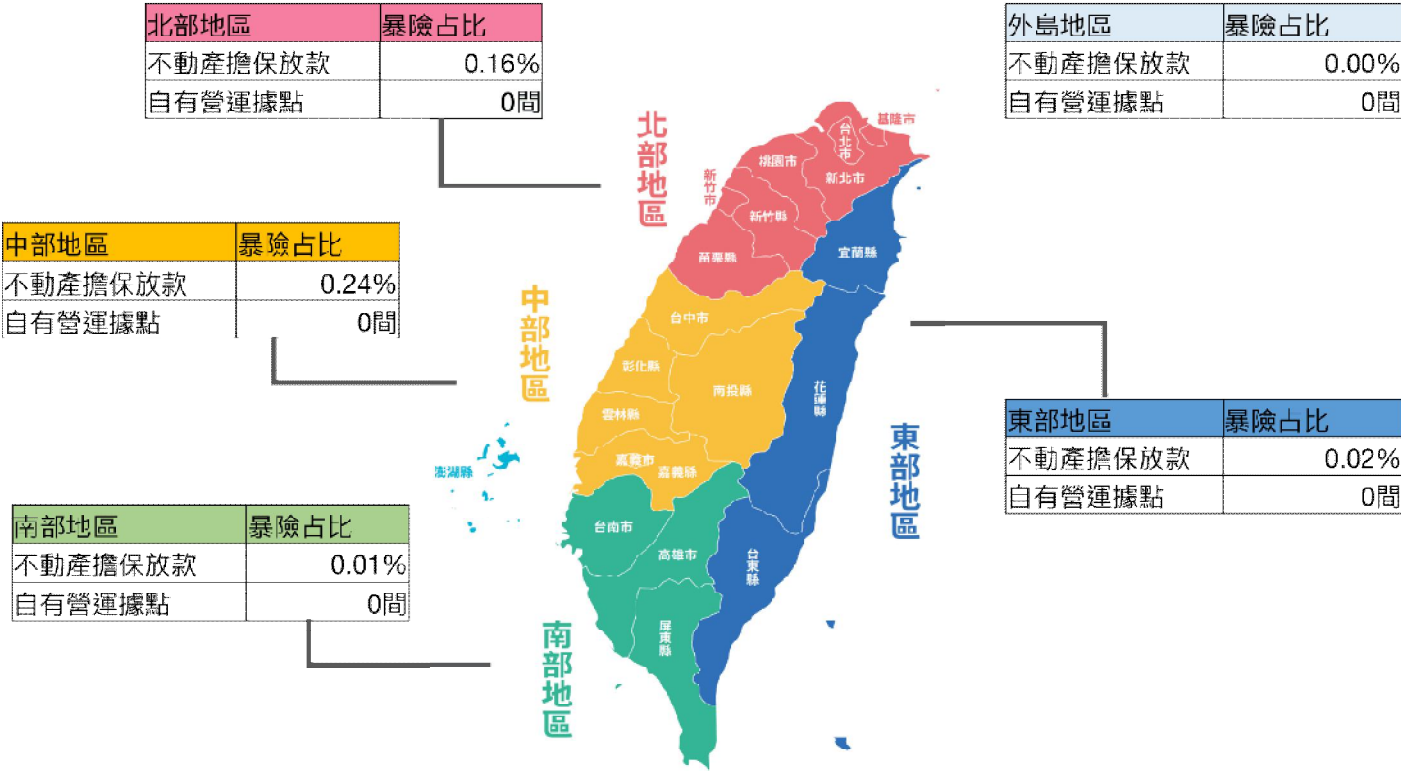 北部地區 暴險占比
不動產擔保放款 0.16%
自有營運據點 0間
外島地區 暴險占比
不動產擔保放款 0.00%
自有營運據點 0間
中部地區 暴險占比
不動產擔保放款 0.24%
自有營運據點 0間
東部地區 暴險占比
不動產擔保放款 0.02%
自有營運據點 0間
南部地區 暴險占比
不動產擔保放款 0.01%
自有營運據點 0間
北部地區
基隆市
台北市
桃園市
新北市
新竹市
新竹縣
苗栗縣
宜蘭縣
中部地區
台中市
彰化縣
南投縣
花蓮縣
雲林縣
嘉義市
嘉義縣
澎湖縣
東部地區
台南市
高雄市
台東縣
屏東縣
南部地區